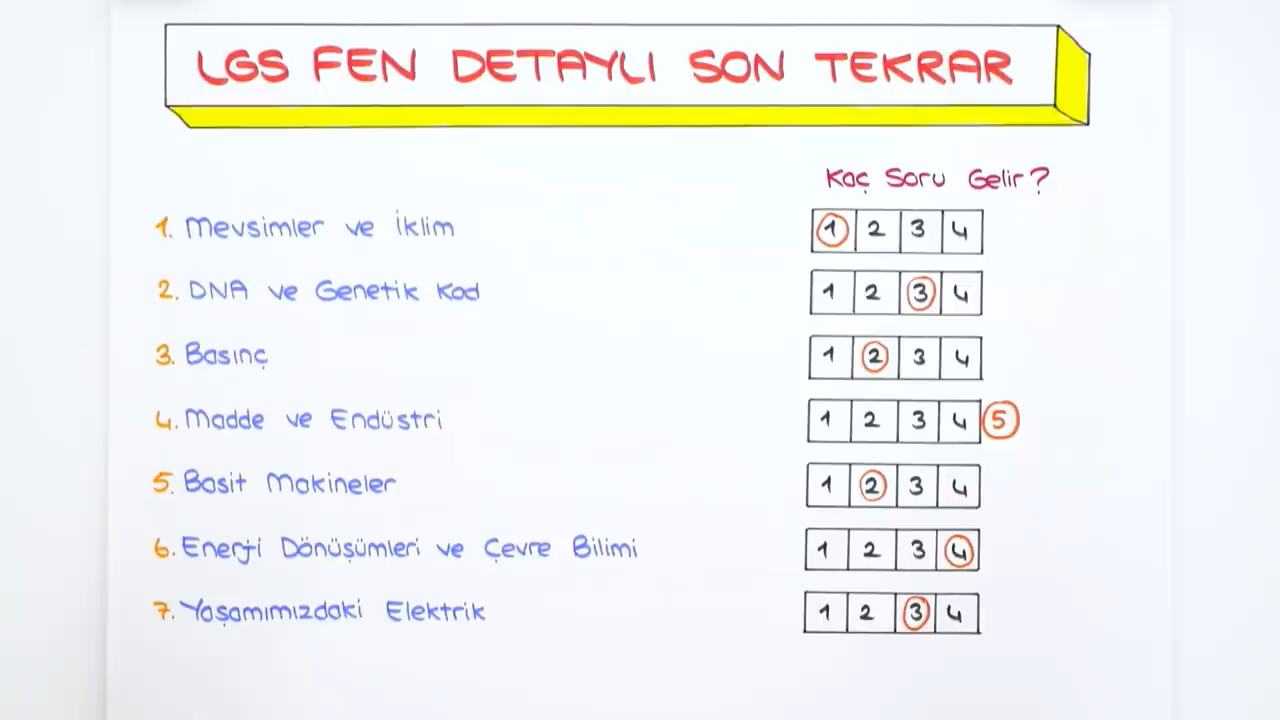 LGS FEN DETAYLI SON TEKRAR
Kaç Soru Gelir?
1. Mevsimler ve İklim 1 2 3 4
2. DNA ve Genetik Kod 1 2 3 4
3. Basınç 1 2 3 4
4. Madde ve Endüstri 1 2 3 4 5
5. Basit Makineler 1 2 3 4
6. Enerji Dönüşümleri ve Çevre Bilimi 1 2 3 4
7. Yaşamımızdaki Elektrik 1 2 3 4